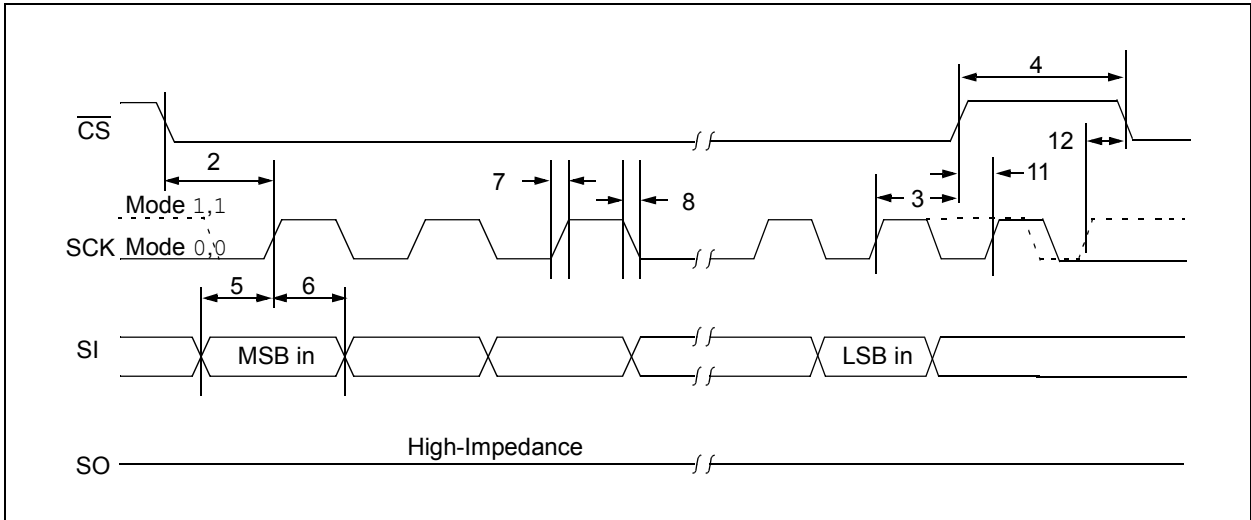 4
CS
12
2
7
8
3
11
Mode 1,1
SCK Mode 0,0
5
6
SI
MSB in
LSB in
High-Impedance
SO